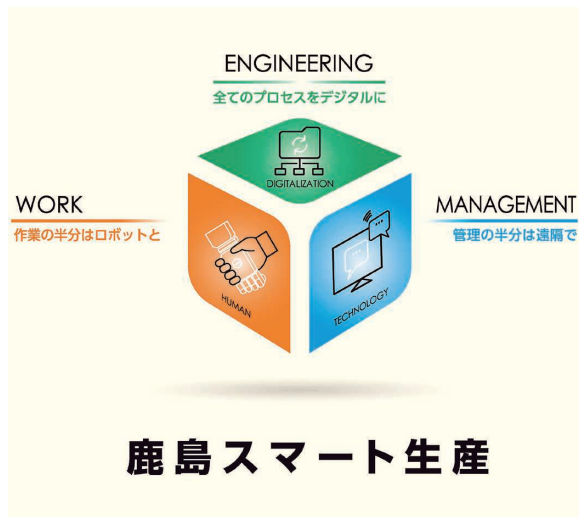 ENGINEERING
全てのプロセスをデジタルに
DIGITALIZATION
WORK
作業の半分はロボットと
MANAGEMENT
管理の半分は遠隔で
HUMAN
TECHNOLOGY
鹿島スマート生産